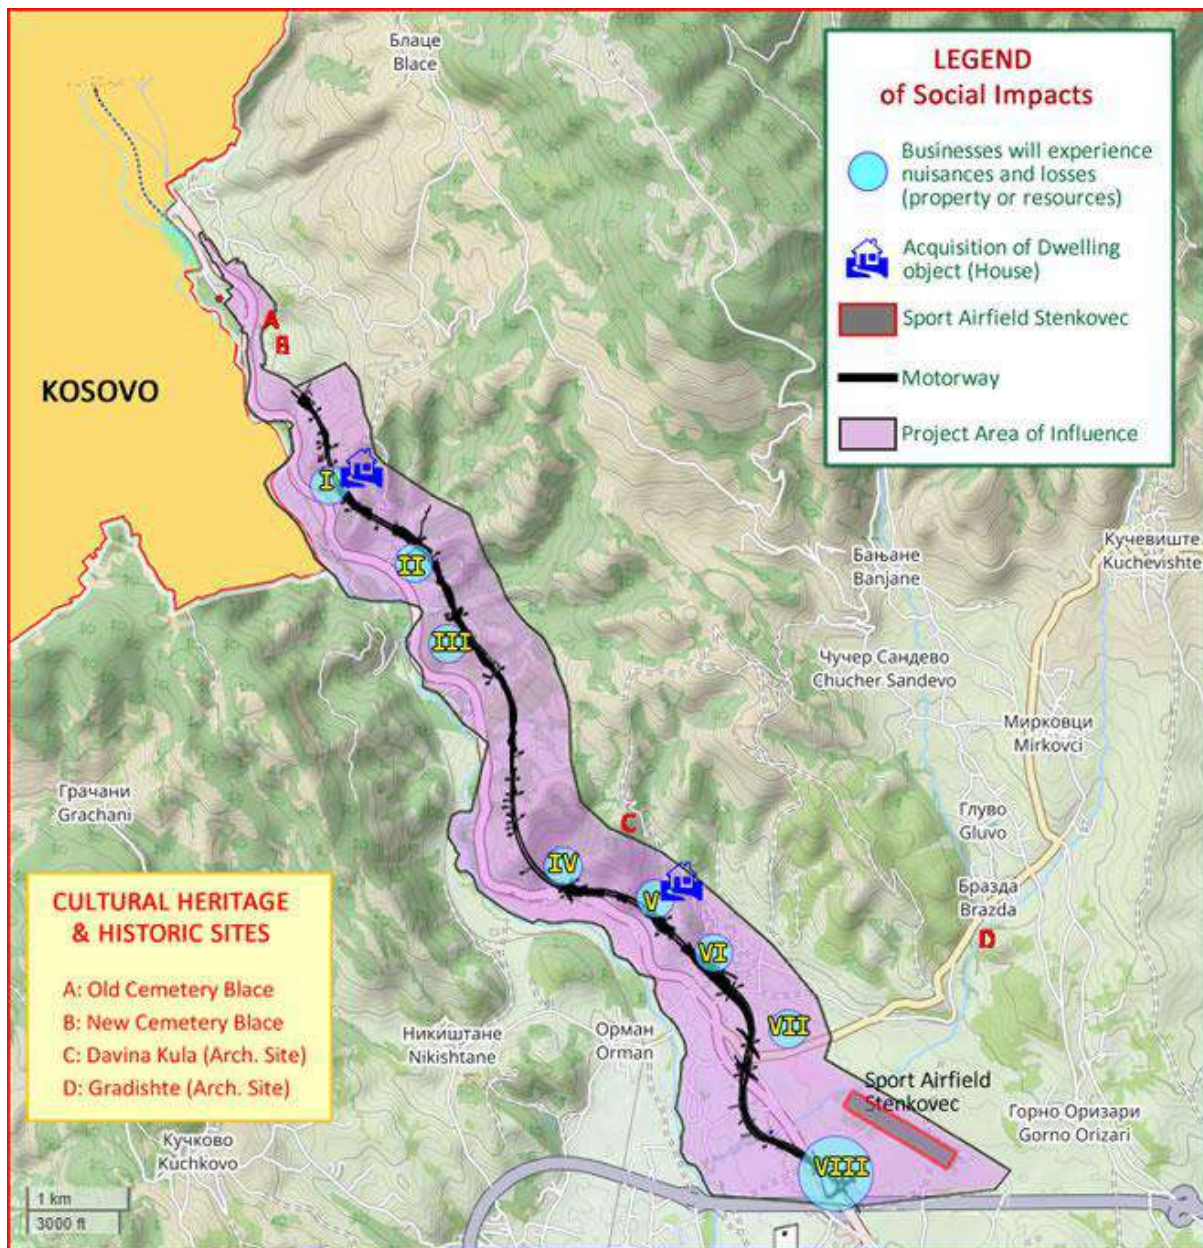 Блаце
Blace
LEGEND
of Social Impacts
Businesses will experience
nuisances and losses
(property or resources)
Acquisition of Dwelling
object (House)
Sport Airfield Stenkovec
Motorway
Project Area of Influence
A
B
KOSOVO
I
II
III
Бањане
Banjane
Кучевиште
Kuchevishte
Чучер Сандево
Chucher Sandevo
Мирковци
Mirkovci
Грачани
Grachani
Глуво
Gluvo
C
IV
V
Бразда
Brazda
D
VI
CULTURAL HERITAGE
& HISTORIC SITES
A: Old Cemetery Blace
B: New Cemetery Blace
C: Davina Kula (Arch. Site)
D: Gradishte (Arch. Site)
Никиштане
Nikishtane
Орман
Orman
VII
Sport Airfield
Stenkovec
Горно Оризари
Gorno Orizari
Кучково
Kuchkovo
VIII
1 km
3000 ft